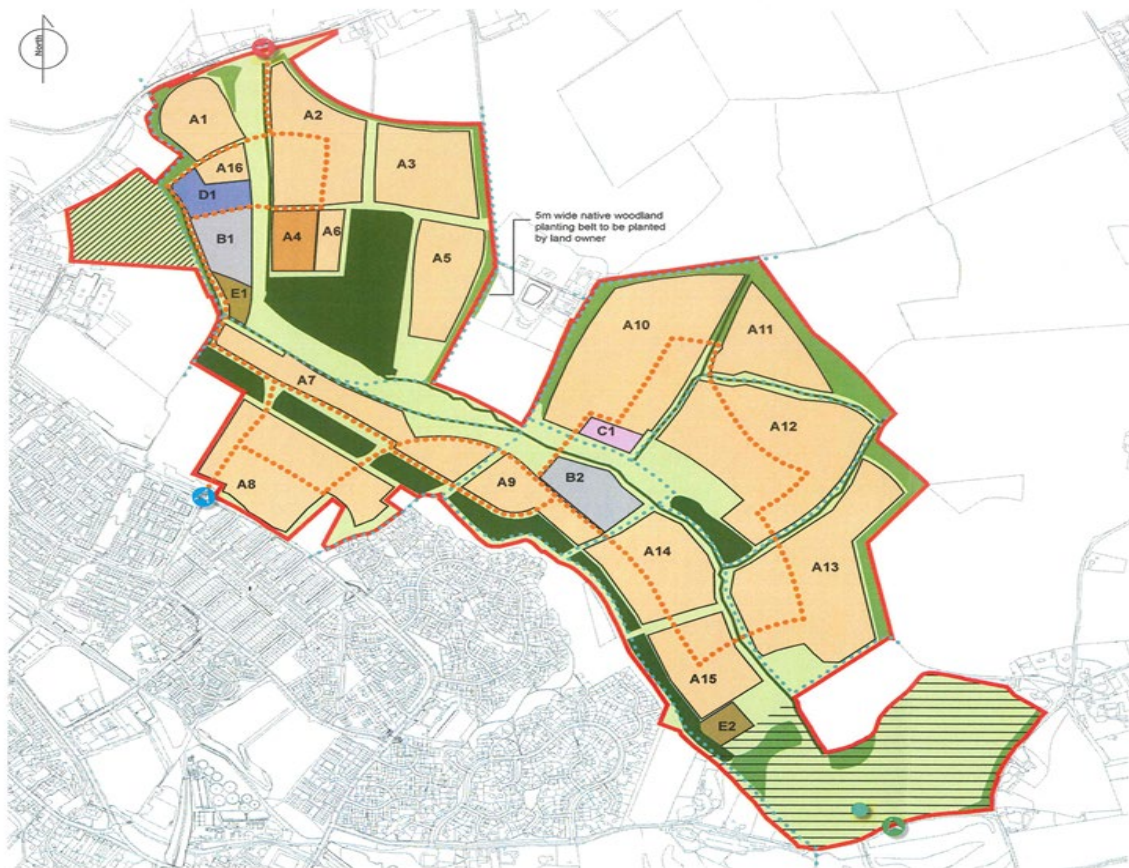 North
A1
A2
A3
A16
D1
B1
A4
A6
A5
E1
5m wide native woodland
planting belt to be planted
by land owner
A10
A11
A7
C1
A12
A8
A9
B2
A14
A13
A15
E2